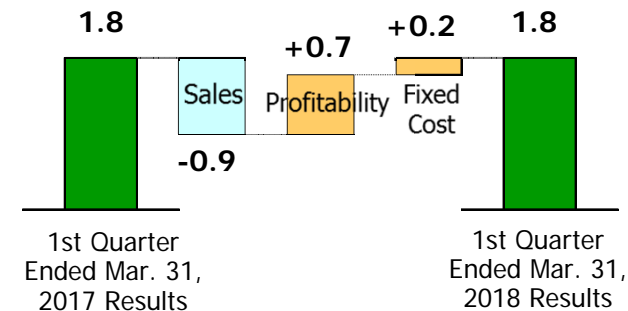 1.8
+0.7
+0.2
1.8
Sales
Profitability
Fixed
Cost
-0.9
1st Quarter
Ended Mar. 31,
2017 Results
1st Quarter
Ended Mar. 31,
2018 Results